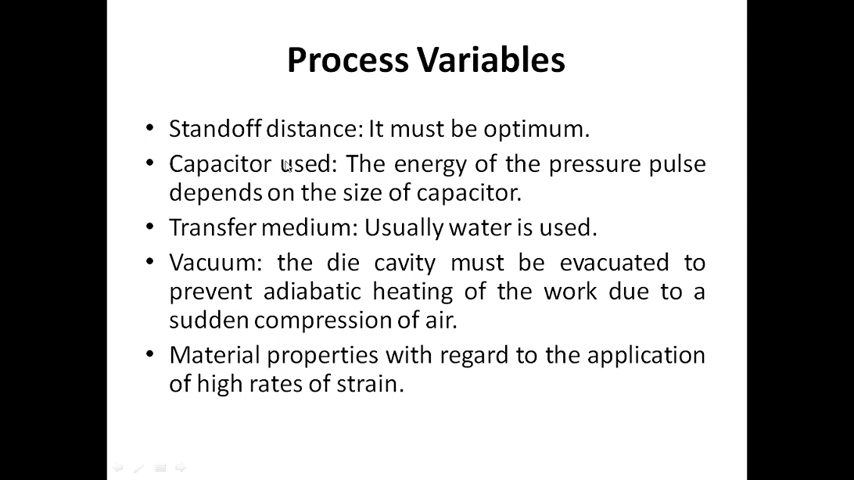 Process Variables
• Standoff distance: It must be optimum.
• Capacitor used: The energy of the pressure pulse
depends on the size of capacitor.
• Transfer medium: Usually water is used.
• Vacuum: the die cavity must be evacuated to
prevent adiabatic heating of the work due to a
sudden compression of air.
• Material properties with regard to the application
of high rates of strain.